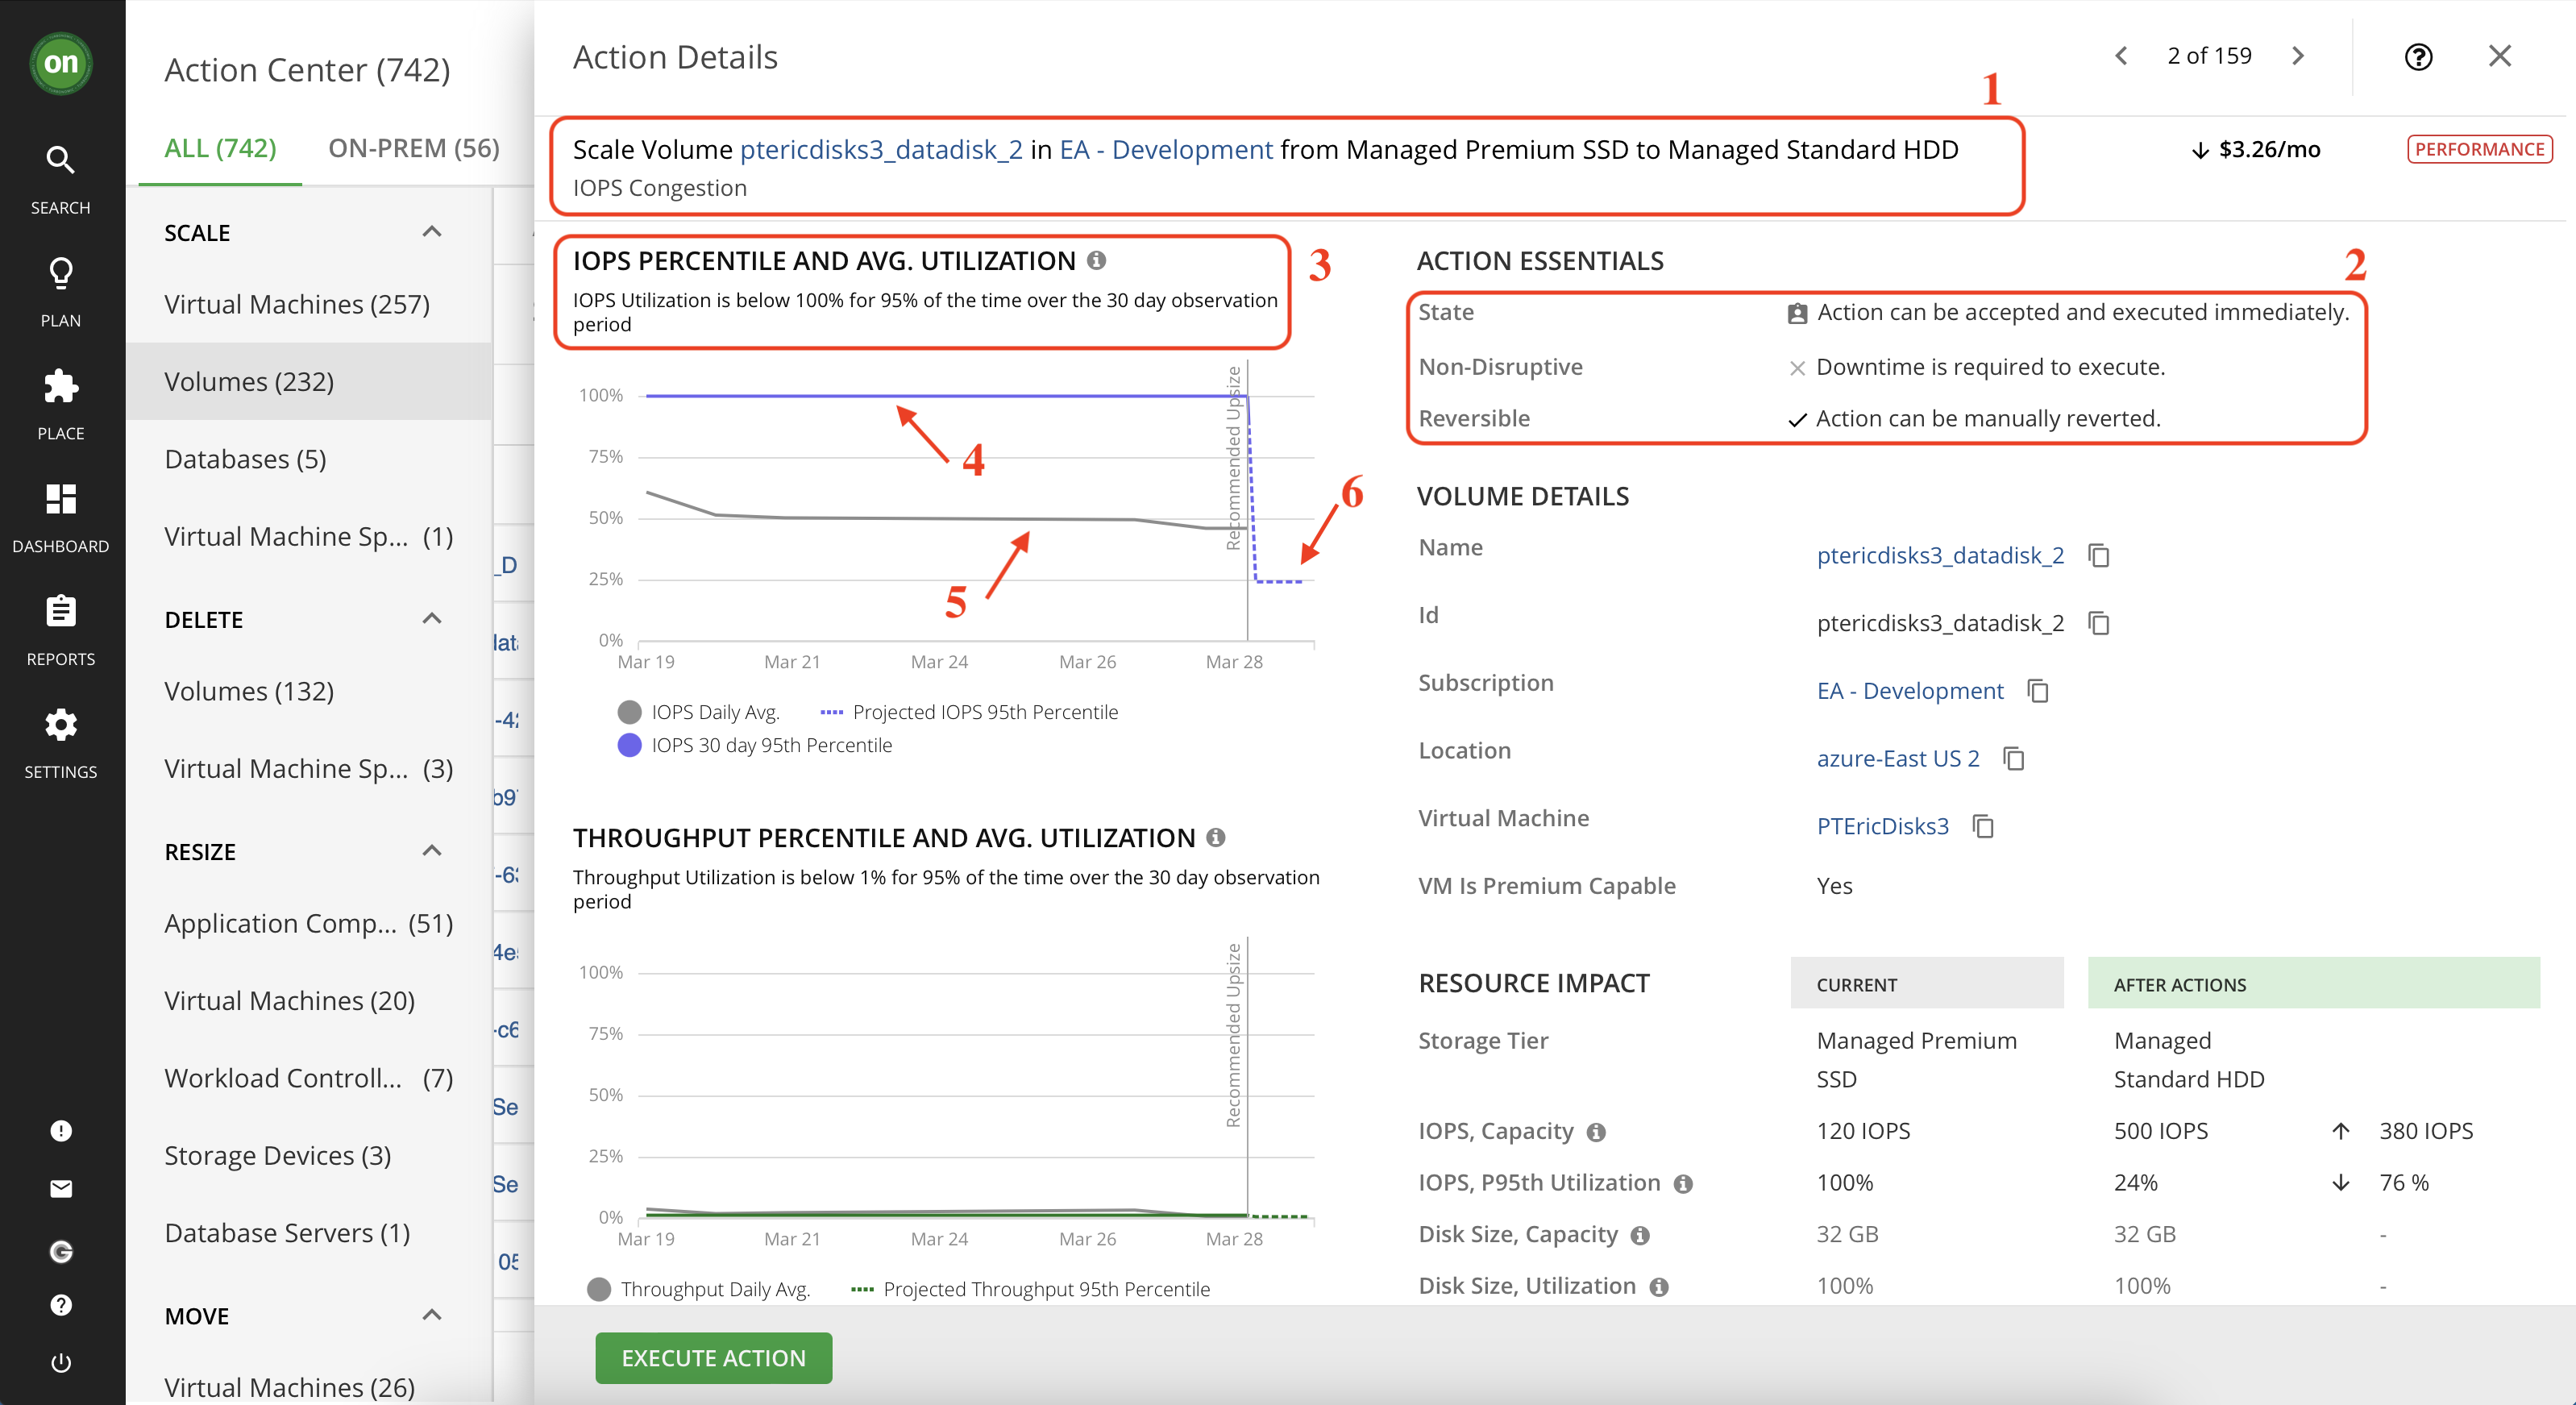 on
SEARCH
PLAN
PLACE
DASHBOARD
REPORTS
SETTINGS
Action Center (742)
ALL (742)
ON-PREM (56)
SCALE
Virtual Machines (257)
Volumes (232)
Databases (5)
Virtual Machine Sp... (1)
DELETE
Volumes (132)
Virtual Machine Sp... (3)
RESIZE
Application Comp... (51)
Virtual Machines (20)
Workload Controll... (7)
Storage Devices (3)
Database Servers (1)
MOVE
Virtual Machines (26)
_D
-c6
Se
Se
05
Action Details
2 of 159
1
Scale Volume ptericdisks3_datadisk_2 in EA - Development from Managed Premium SSD to Managed Standard HDD
IOPS Congestion
$3.26/mo
PERFORMANCE
IOPS PERCENTILE AND AVG. UTILIZATION
IOPS Utilization is below 100% for 95% of the time over the 30 day observation
period
3
100%
75%
50%
25%
0%
Recommended Upsize
4
5
6
Mar 19
Mar 21
Mar 24
Mar 26
Mar 28
IOPS Daily Avg.
Projected IOPS 95th Percentile
IOPS 30 day 95th Percentile
THROUGHPUT PERCENTILE AND AVG. UTILIZATION
Throughput Utilization is below 1% for 95% of the time over the 30 day observation
period
100%
75%
50%
25%
0%
Recommended Upsize
Mar 19
Mar 21
Mar 24
Mar 26
Mar 28
Throughput Daily Avg.
Projected Throughput 95th Percentile
ACTION ESSENTIALS
2
State
Action can be accepted and executed immediately.
Non-Disruptive
Downtime is required to execute.
Reversible
Action can be manually reverted.
VOLUME DETAILS
Name
ptericdisks3_datadisk_2
Id
ptericdisks3_datadisk_2
Subscription
EA - Development
Location
azure-East US 2
Virtual Machine
PTEricDisks3
VM Is Premium Capable
Yes
RESOURCE IMPACT
CURRENT
AFTER ACTIONS
Storage Tier
Managed Premium
SSD
Managed
Standard HDD
IOPS, Capacity
120 IOPS
500 IOPS
380 IOPS
IOPS, P95th Utilization
100%
24%
76 %
Disk Size, Capacity
32 GB
32 GB
-
Disk Size, Utilization
100%
100%
-
EXECUTE ACTION